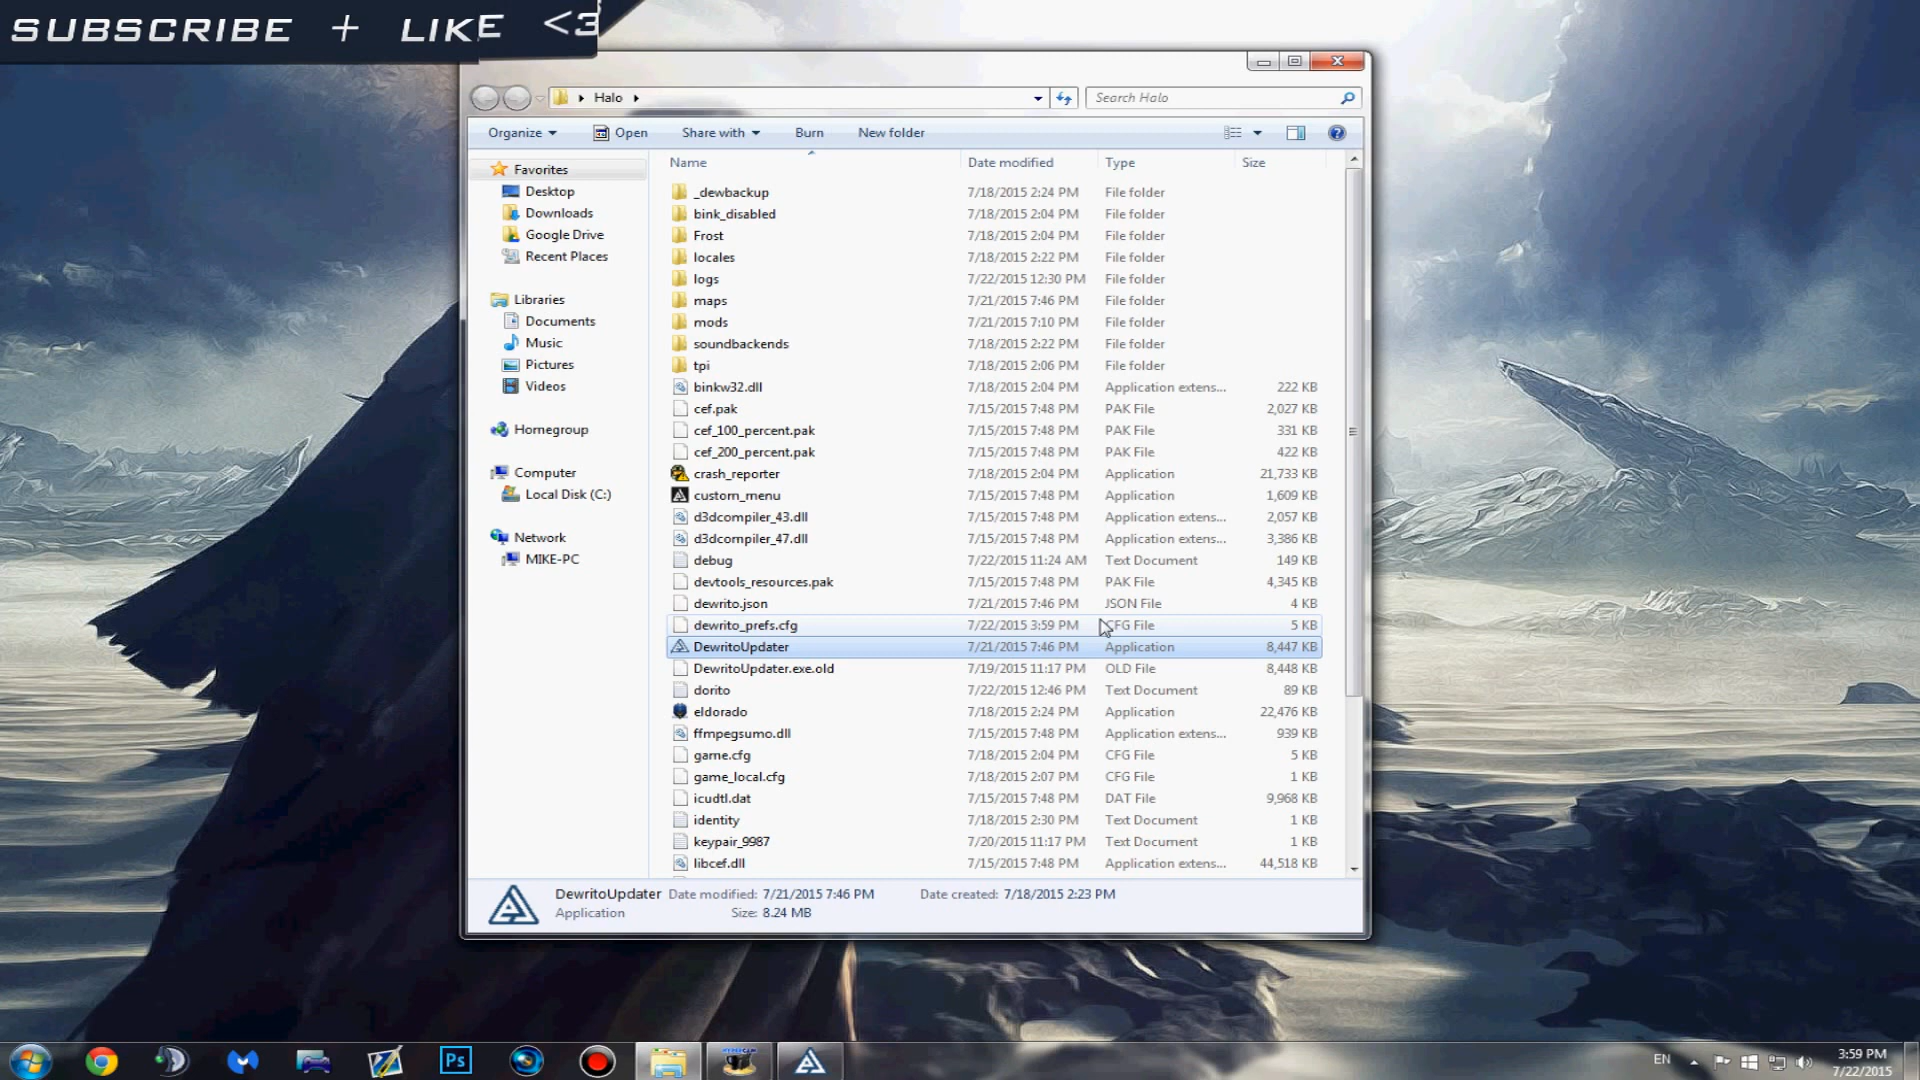 SUBSCRIBE + LIKE <3
Halo
Search Halo
Organize Open Share with Burn New folder
Name Date modified Type Size
Favorites
Desktop
Downloads
Google Drive
Recent Places
Libraries
Documents
Music
Pictures
Videos
Homegroup
Computer
Local Disk (C:)
Network
MIKE-PC
_dewbackup 7/18/2015 2:24 PM File folder
bink_disabled 7/18/2015 2:04 PM File folder
Frost 7/18/2015 2:04 PM File folder
locales 7/18/2015 2:22 PM File folder
logs 7/22/2015 12:30 PM File folder
maps 7/21/2015 7:46 PM File folder
mods 7/21/2015 7:10 PM File folder
soundbackends 7/18/2015 2:22 PM File folder
tpi 7/18/2015 2:06 PM File folder
binkw32.dll 7/18/2015 2:04 PM Application extens... 222 KB
cef.pak 7/15/2015 7:48 PM PAK File 2,027 KB
cef_100_percent.pak 7/15/2015 7:48 PM PAK File 331 KB
cef_200_percent.pak 7/15/2015 7:48 PM PAK File 422 KB
crash_reporter 7/18/2015 2:04 PM Application 21,733 KB
custom_menu 7/15/2015 7:48 PM Application 1,609 KB
d3dcompiler_43.dll 7/15/2015 7:48 PM Application extens... 2,057 KB
d3dcompiler_47.dll 7/15/2015 7:48 PM Application extens... 3,386 KB
debug 7/22/2015 11:24 AM Text Document 149 KB
devtools_resources.pak 7/15/2015 7:48 PM PAK File 4,345 KB
dewrito.json 7/21/2015 7:46 PM JSON File 4 KB
dewrito_prefs.cfg 7/22/2015 3:59 PM CFG File 5 KB
DewritoUpdater 7/21/2015 7:46 PM Application 8,447 KB
DewritoUpdater.exe.old 7/19/2015 11:17 PM OLD File 8,448 KB
dorito 7/22/2015 12:46 PM Text Document 89 KB
eldorado 7/18/2015 2:24 PM Application 22,476 KB
ffmpegsumo.dll 7/15/2015 7:48 PM Application extens... 939 KB
game.cfg 7/18/2015 2:04 PM CFG File 5 KB
game_local.cfg 7/18/2015 2:07 PM CFG File 1 KB
icudtl.dat 7/15/2015 7:48 PM DAT File 9,968 KB
identity 7/18/2015 2:30 PM Text Document 1 KB
keypair_9987 7/20/2015 11:17 PM Text Document 1 KB
libcef.dll 7/15/2015 7:48 PM Application extens... 44,518 KB
DewritoUpdater Date modified: 7/21/2015 7:46 PM Date created: 7/18/2015 2:23 PM
Application Size: 8.24 MB
Ps
EN
3:59 PM
7/22/2015